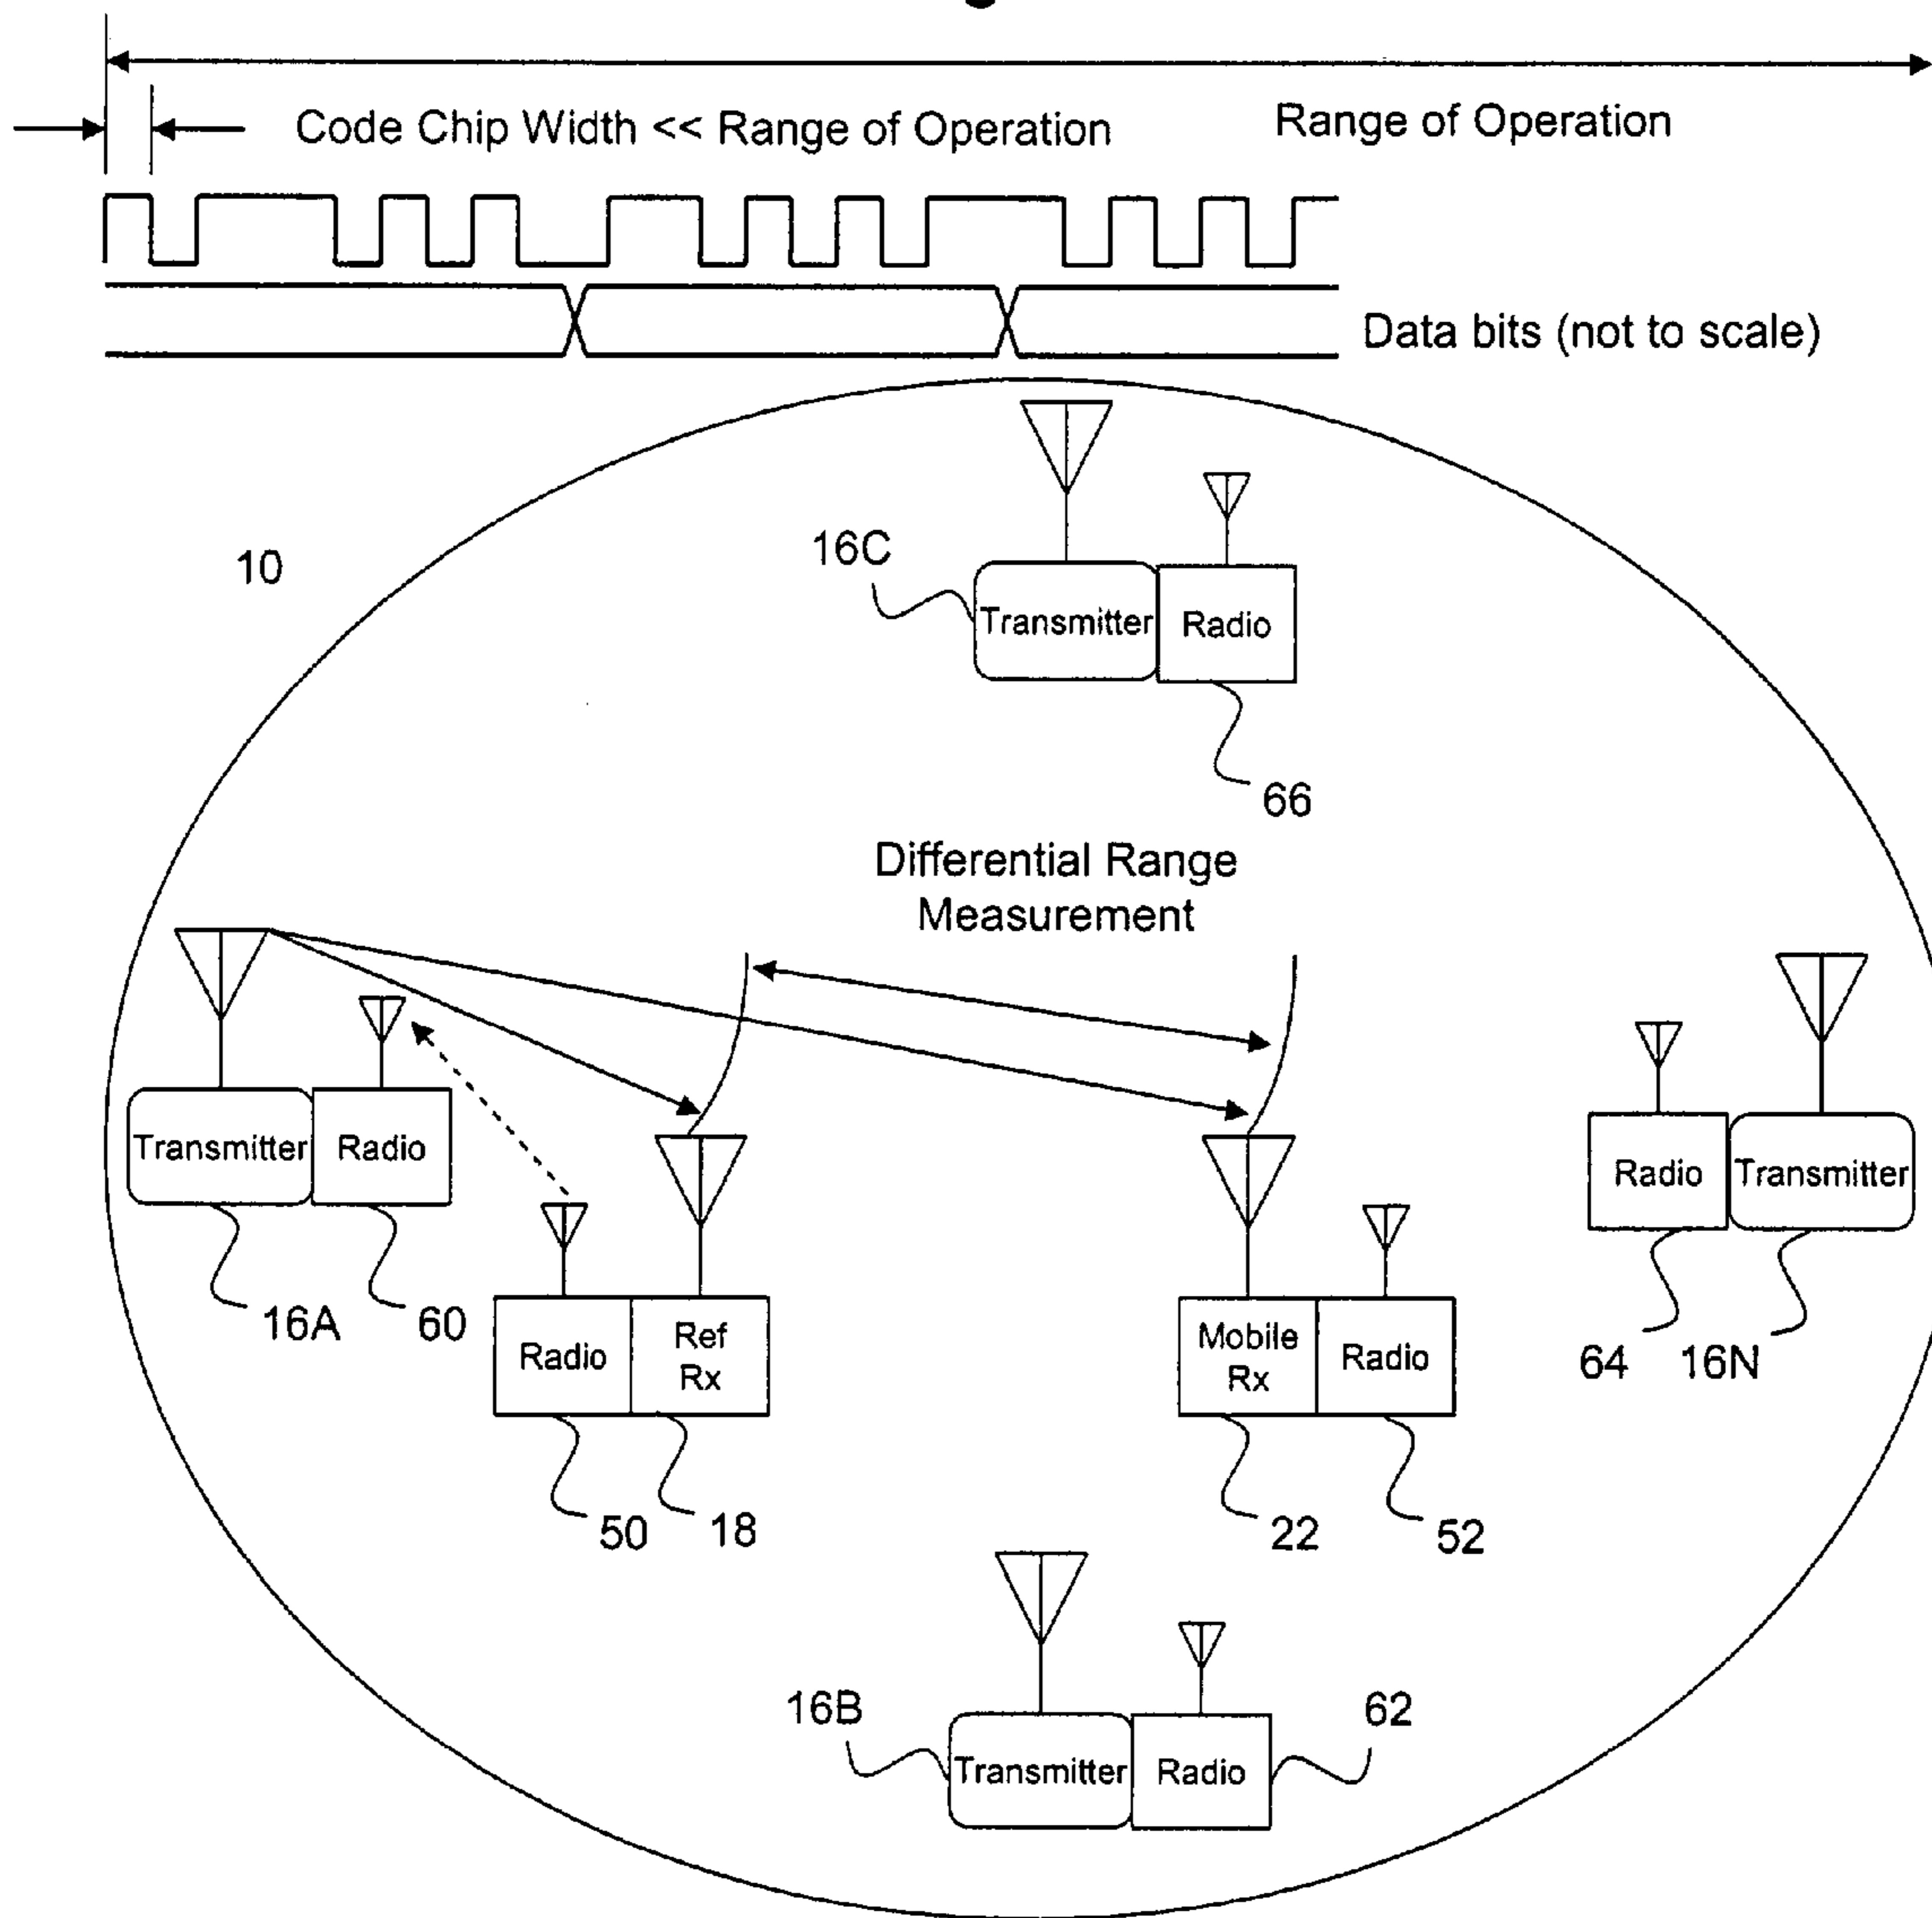 Code Chip Width << Range of Operation
Range of Operation
Data bits (not to scale)
10
16C
Transmitter
Radio
66
Differential Range
Measurement
Transmitter
Radio
16A
60
Radio
Ref
Rx
50
18
Mobile
Rx
Radio
22
52
Radio
Transmitter
64
16N
16B
Transmitter
Radio
62